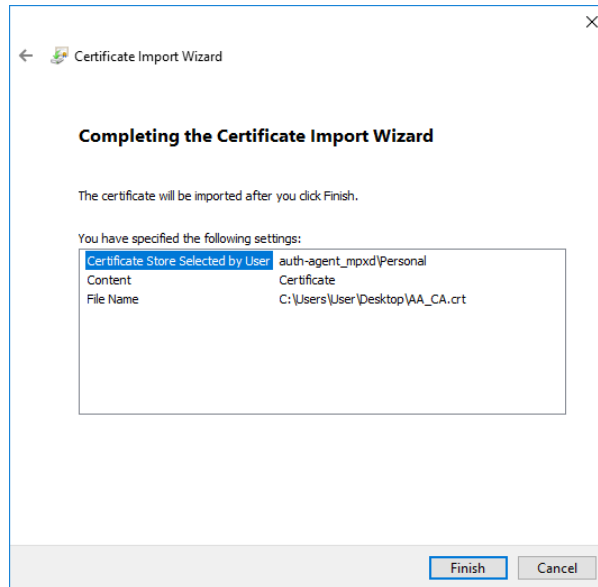 Certificate Import Wizard
Completing the Certificate Import Wizard
The certificate will be imported after you click Finish.
You have specified the following settings:
Certificate Store Selected by User auth-agent_mpxd\Personal
Content Certificate
File Name C:\Users\User\Desktop\AA_CA.crt
Finish Cancel